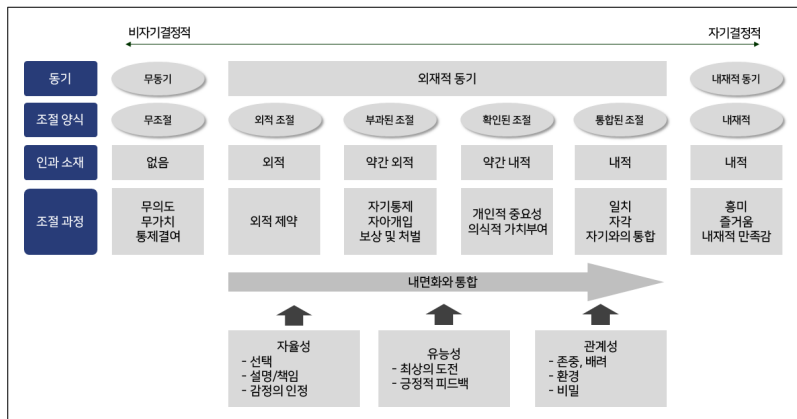 비자기결정적 자기결정적
동기 무동기 외재적 동기 내재적 동기
조절 양식 무조절 외적 조절 부과된 조절 확인된 조절 통합된 조절 내재적
인과 소재 없음 외적 약간 외적 약간 내적 내적 내적
조절 과정
무의도
무가치
통제결여
외적 제약
자기통제
자아개입
보상 및 처벌
개인적 중요성
의식적 가치부여
일치
자각
자기와의 통합
흥미
즐거움
내재적 만족감
내면화와 통합
자율성
- 선택
- 설명/책임
- 감정의 인정
유능성
- 최상의 도전
- 긍정적 피드백
관계성
- 존중, 배려
- 환경
- 비밀